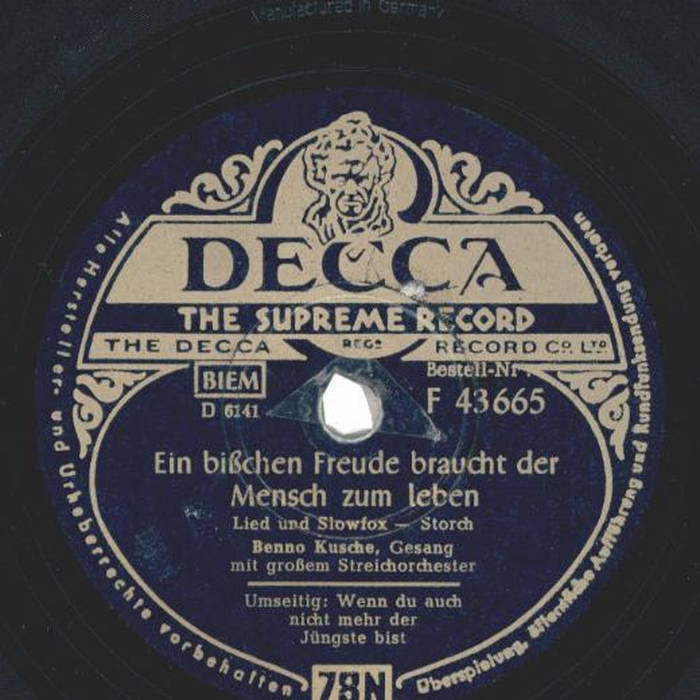 Manufactured in Germany
DECCA
THE SUPREME RECORD
THE DECCA REGD RECORD CO. LTD
BIEM
D 6141
Bestell-Nr.
F 43665
Ein bißchen Freude braucht der
Mensch zum leben
Lied und Slowfox — Storch
Benno Kusche, Gesang
mit großem Streichorchester
Umseitig: Wenn du auch
nicht mehr der
Jüngste bist
78N
Alle Hersteller- und Urheberrechte vorbehalten
Überspielung, öffentliche Aufführung und Rundfunksendung verboten